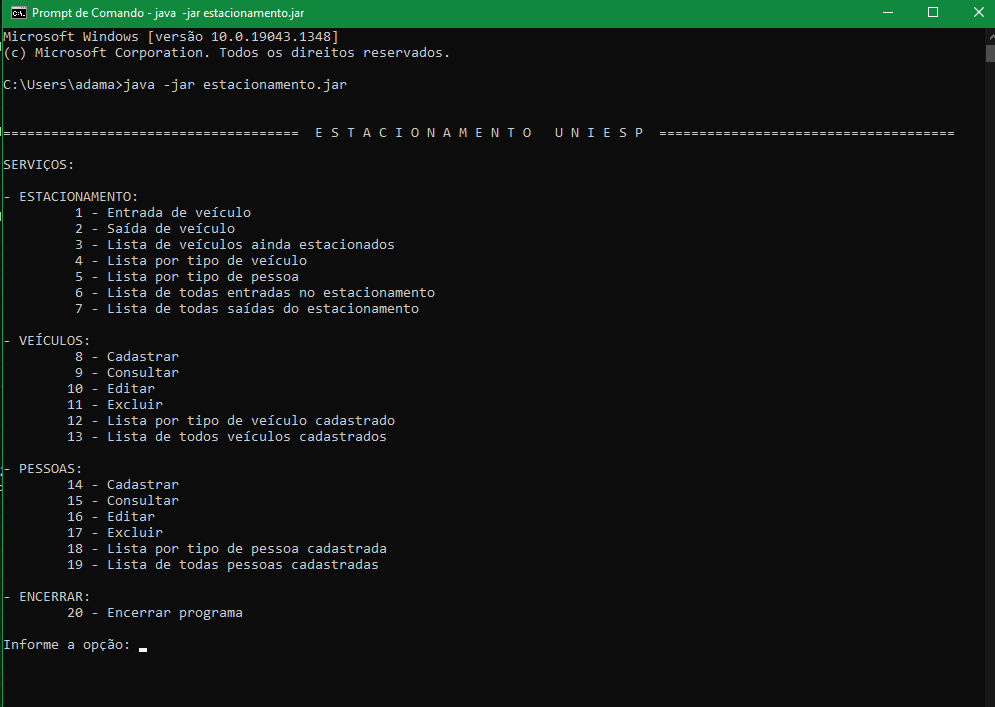 Prompt de Comando - java -jar estacionamento.jar
Microsoft Windows [versão 10.0.19043.1348]
(c) Microsoft Corporation. Todos os direitos reservados.
C:\Users\adama>java -jar estacionamento.jar
===================================== E S T A C I O N A M E N T O   U N I E S P =====================================
SERVIÇOS:
- ESTACIONAMENTO:
1 - Entrada de veículo
2 - Saída de veículo
3 - Lista de veículos ainda estacionados
4 - Lista por tipo de veículo
5 - Lista por tipo de pessoa
6 - Lista de todas entradas no estacionamento
7 - Lista de todas saídas do estacionamento
- VEÍCULOS:
8 - Cadastrar
9 - Consultar
10 - Editar
11 - Excluir
12 - Lista por tipo de veículo cadastrado
13 - Lista de todos veículos cadastrados
- PESSOAS:
14 - Cadastrar
15 - Consultar
16 - Editar
17 - Excluir
18 - Lista por tipo de pessoa cadastrada
19 - Lista de todas pessoas cadastradas
- ENCERRAR:
20 - Encerrar programa
Informe a opção: